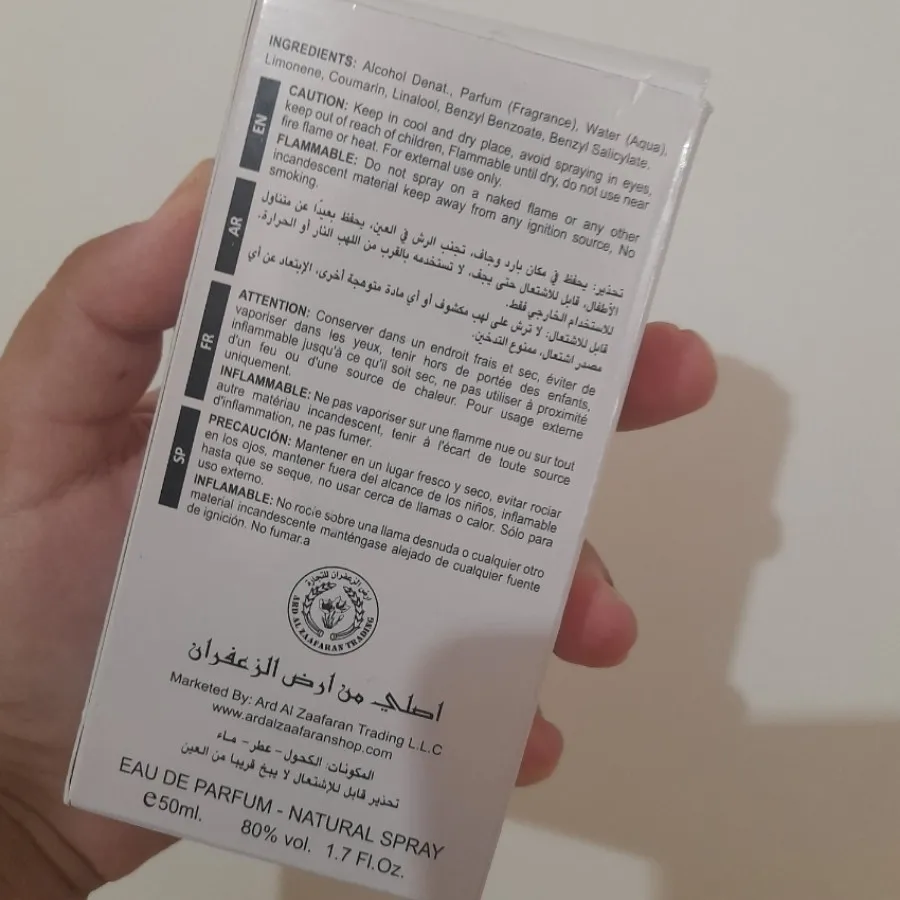 INGREDIENTS: Alcohol Denat., Parfum (Fragrance), Water (Aqua),
Limonene, Coumarin, Linalool, Benzyl Benzoate, Benzyl Salicylate.
EN
CAUTION: Keep in cool and dry place, avoid spraying in eyes,
keep out of reach of children, Flammable until dry, do not use near
fire flame or heat. For external use only.
FLAMMABLE: Do not spray on a naked flame or any other
incandescent material keep away from any ignition source, No
smoking.
AR
تحذير: يحفظ في مكان بارد وجاف، تجنب الرش في العين، يحفظ بعيدًا عن متناول
الأطفال، قابل للاشتعال حتى يجف، لا تستخدمه بالقرب من اللهب النار أو الحرارة.
للاستخدام الخارجي فقط.
قابل للاشتعال: لا ترش على لهب مكشوف أو أي مادة متوهجة أخرى، الإبتعاد عن أي
مصدر اشتعال، ممنوع التدخين.
FR
ATTENTION: Conserver dans un endroit frais et sec, éviter de
vaporiser dans les yeux, tenir hors de portée des enfants,
inflammable jusqu'à ce qu'il soit sec, ne pas utiliser à proximité
d'un feu ou d'une source de chaleur. Pour usage externe
uniquement.
INFLAMMABLE: Ne pas vaporiser sur une flamme nue ou sur tout
autre matériau incandescent, tenir à l'écart de toute source
d'inflammation, ne pas fumer.
SP
PRECAUCIÓN: Mantener en un lugar fresco y seco, evitar rociar
en los ojos, mantener fuera del alcance de los niños, inflamable
hasta que se seque, no usar cerca de llamas o calor. Sólo para
uso externo.
INFLAMABLE: No rocíe sobre una llama desnuda o cualquier otro
material incandescente manténgase alejado de cualquier fuente
de ignición. No fumar.a
ارض الزعفران للتجارة
ARD AL ZAAFARAN TRADING
اصلي من أرض الزعفران
Marketed By: Ard Al Zaafaran Trading L.L.C
www.ardalzaafaranshop.com
المكونات: الكحول - عطر - ماء
تحذير قابل للاشتعال لا يبخ قريبا من العين
EAU DE PARFUM - NATURAL SPRAY
e50ml. 80% vol. 1.7 Fl.Oz.